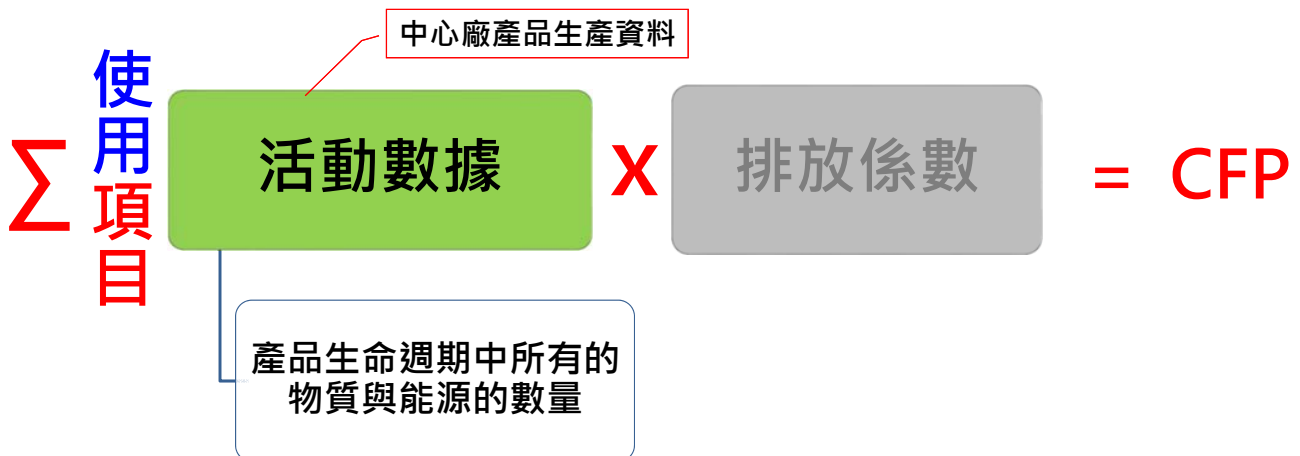 中心廠產品生產資料
Σ
使用項目
活動數據
X
排放係數
= CFP
產品生命週期中所有的
物質與能源的數量